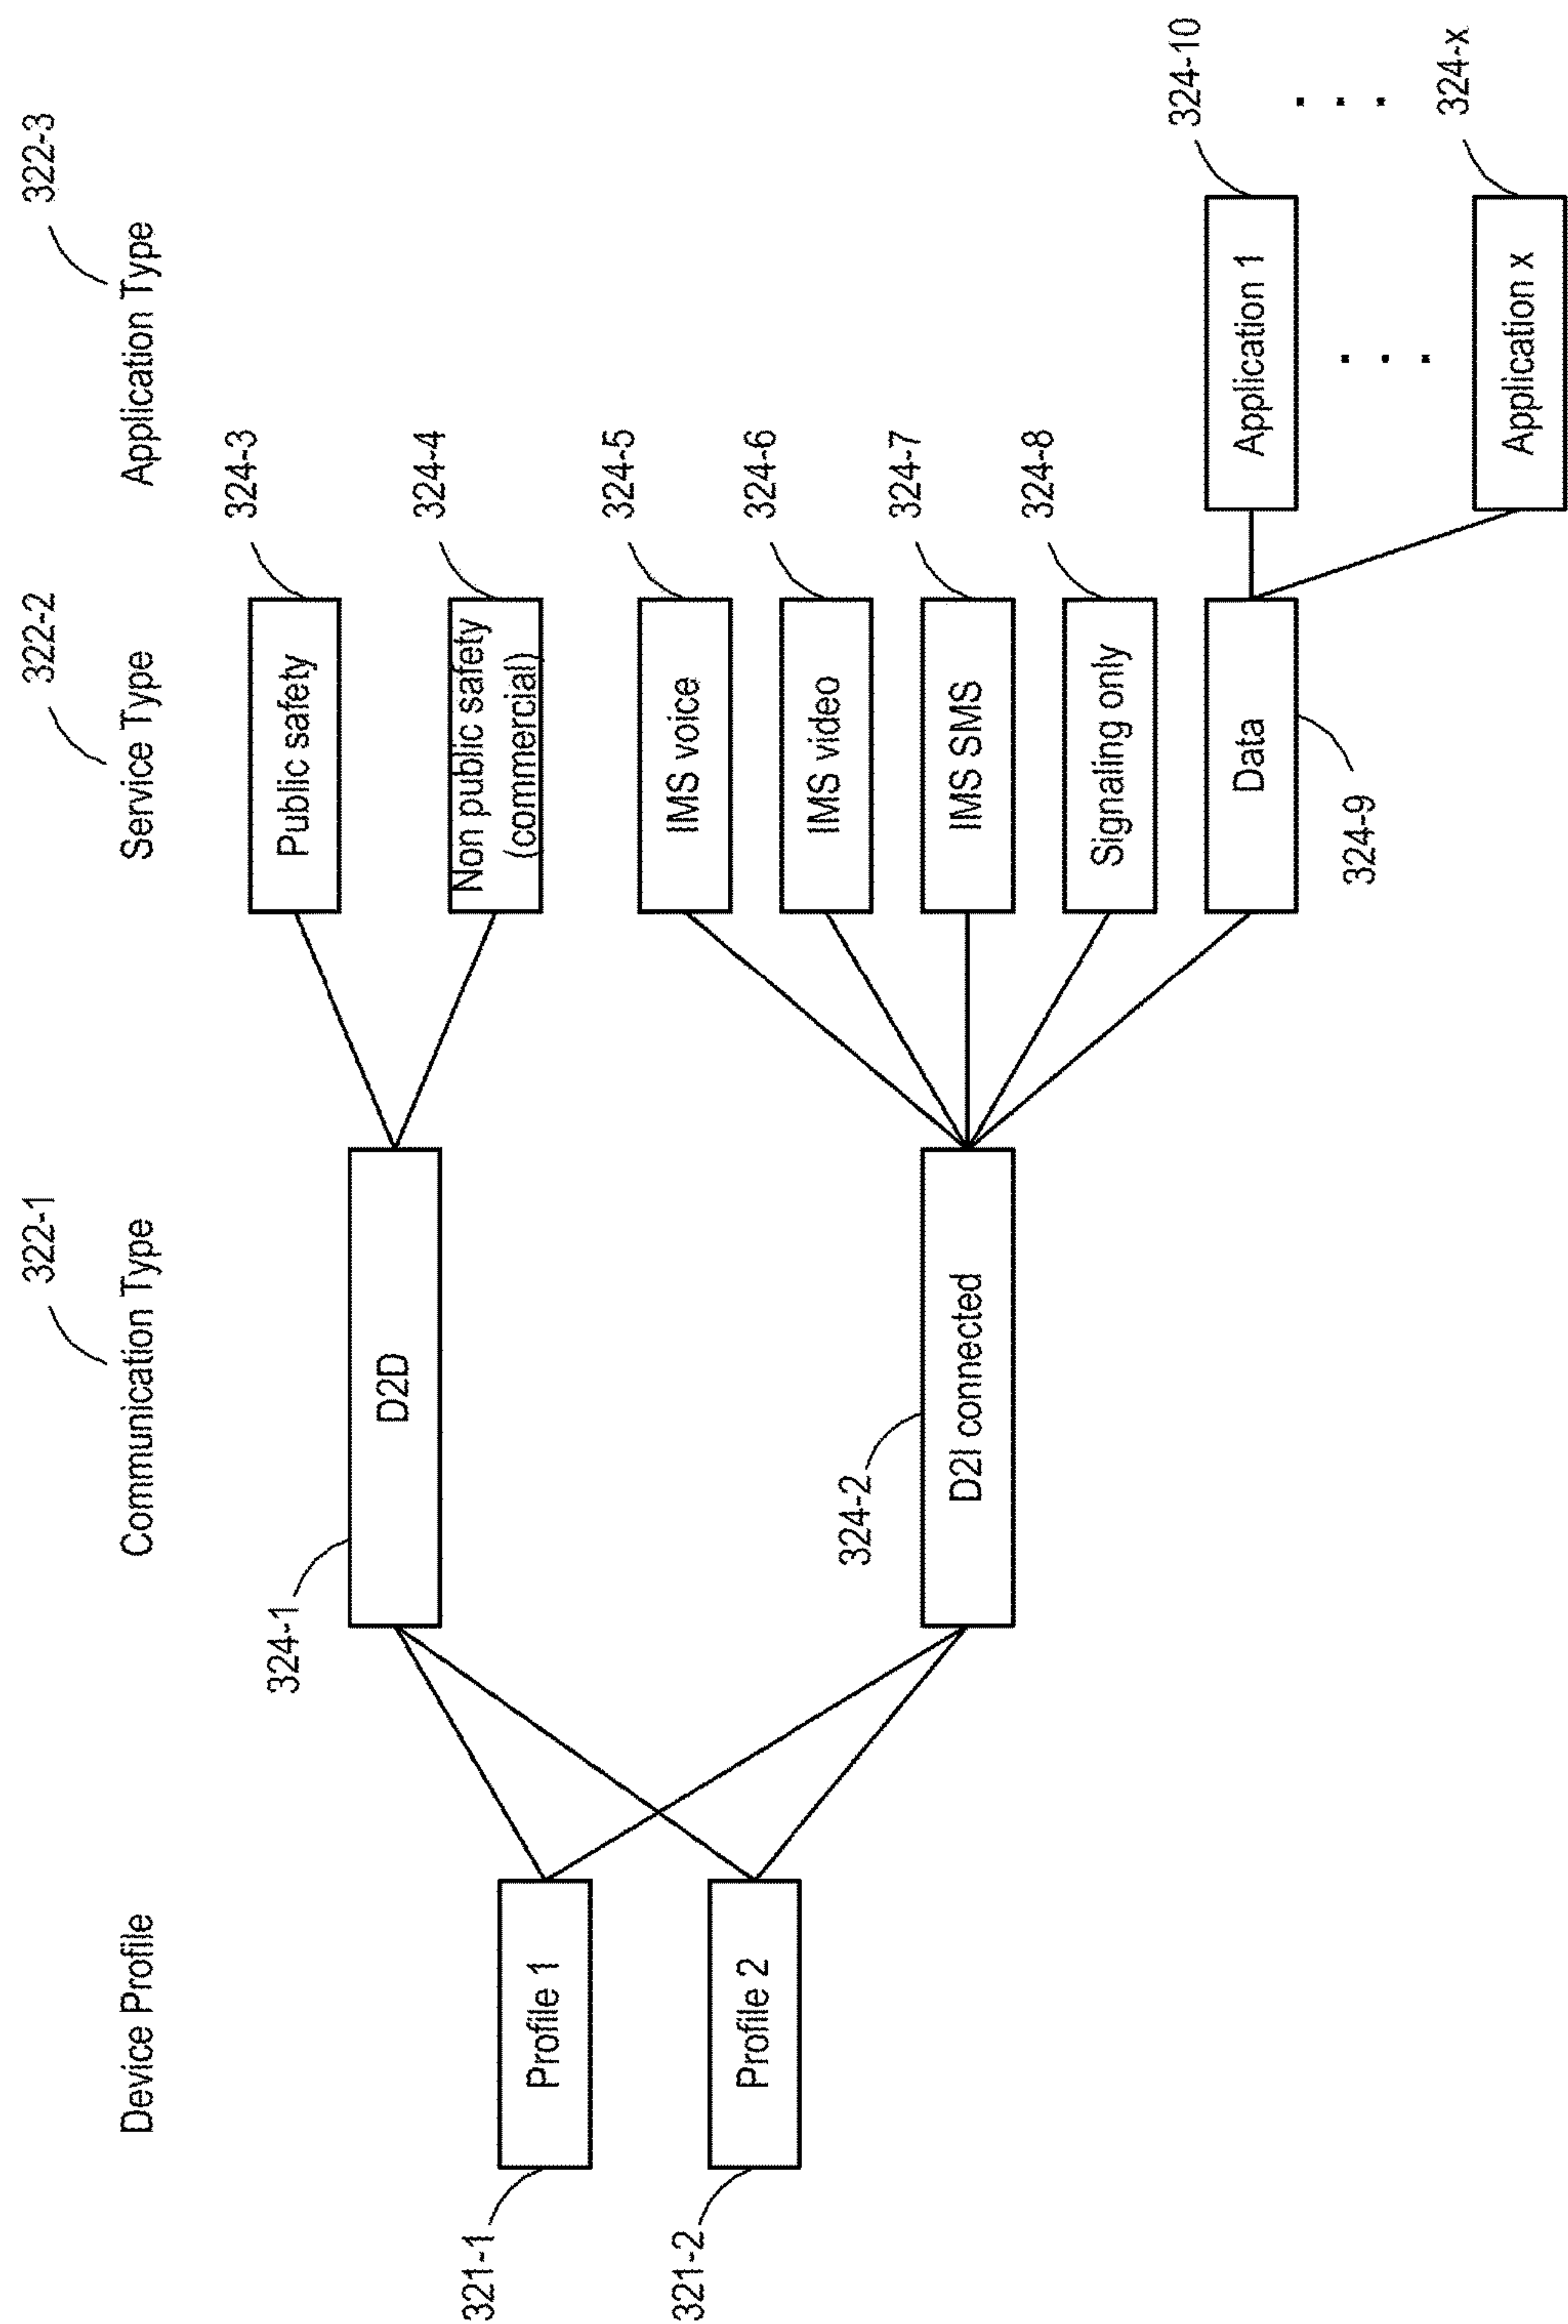 322-1
322-2
322-3
Device Profile
Communication Type
Service Type
Application Type
321-1
Profile 1
321-2
Profile 2
324-1
D2D
324-2
D2I connected
324-3
Public safety
324-4
Non public safety
(commercial)
324-5
IMS voice
324-6
IMS video
324-7
IMS SMS
324-8
Signaling only
Data
324-9
324-10
Application 1
. . .
. . .
324-x
Application x